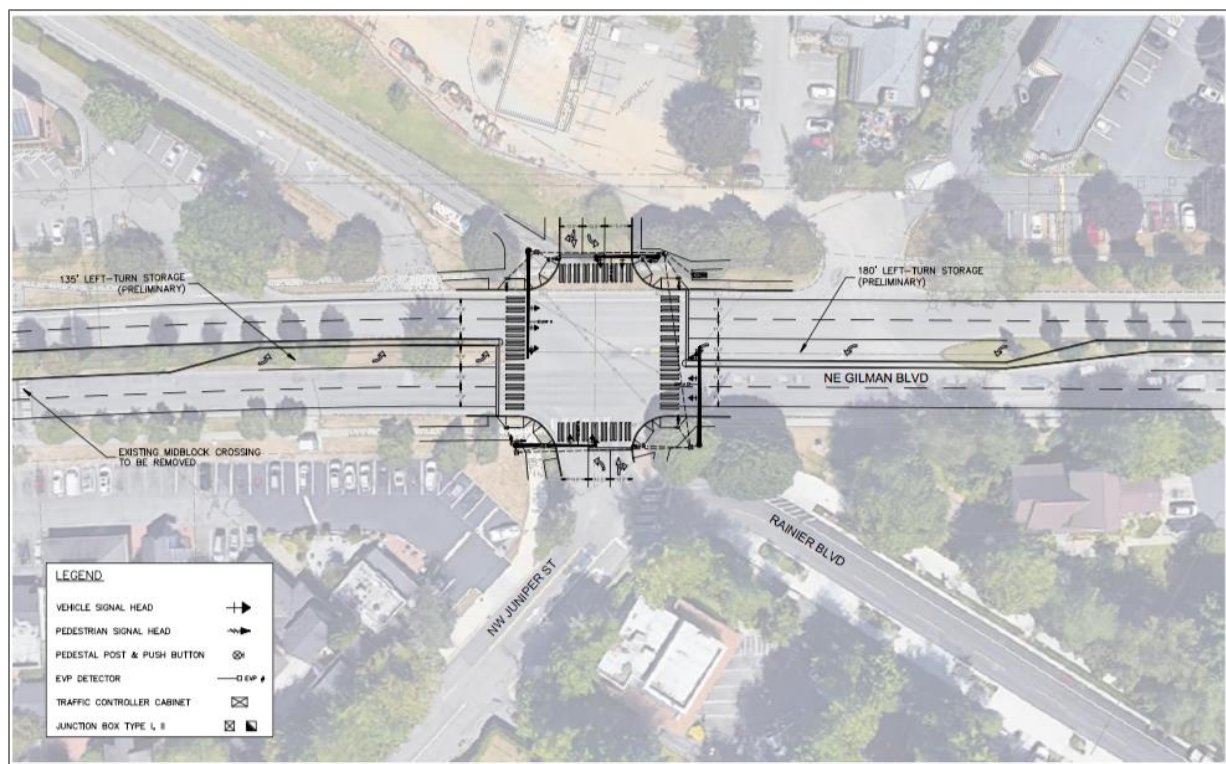 ASPHALT
135' LEFT-TURN STORAGE
(PRELIMINARY)
180' LEFT-TURN STORAGE
(PRELIMINARY)
NE GILMAN BLVD
EXISTING MIDBLOCK CROSSING
TO BE REMOVED
RAINIER BLVD
NW JUNIPER ST
LEGEND
VEHICLE SIGNAL HEAD
PEDESTRIAN SIGNAL HEAD
PEDESTAL POST & PUSH BUTTON
EVP DETECTOR
EVP #
TRAFFIC CONTROLLER CABINET
JUNCTION BOX TYPE I, II